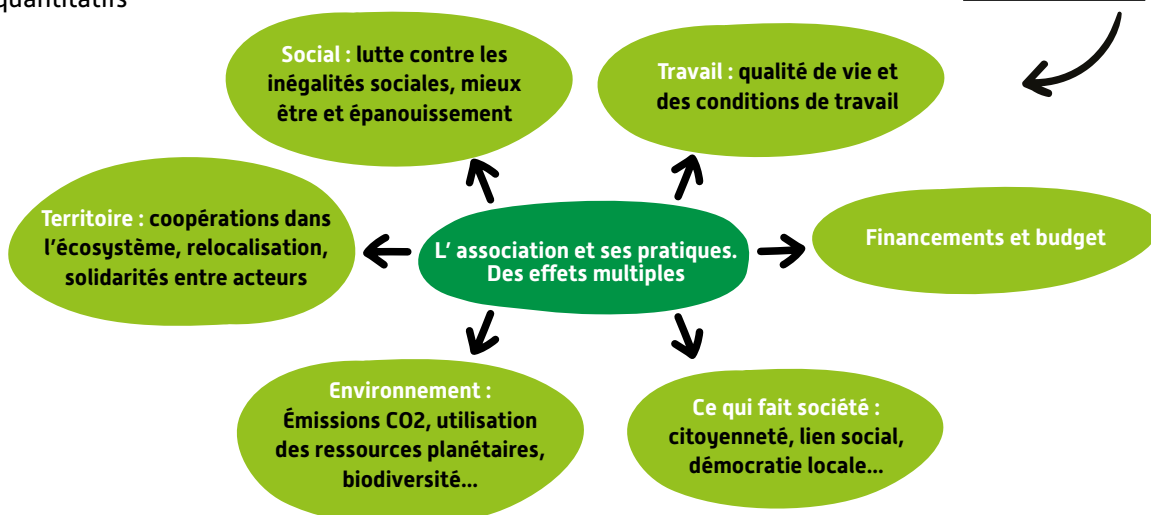 quantitatifs
Social : lutte contre les
inégalités sociales, mieux
être et épanouissement
Travail : qualité de vie et
des conditions de travail
Territoire : coopérations dans
l'écosystème, relocalisation,
solidarités entre acteurs
L' association et ses pratiques.
Des effets multiples
Financements et budget
Environnement :
Émissions CO2, utilisation
des ressources planétaires,
biodiversité...
Ce qui fait société :
citoyenneté, lien social,
démocratie locale...